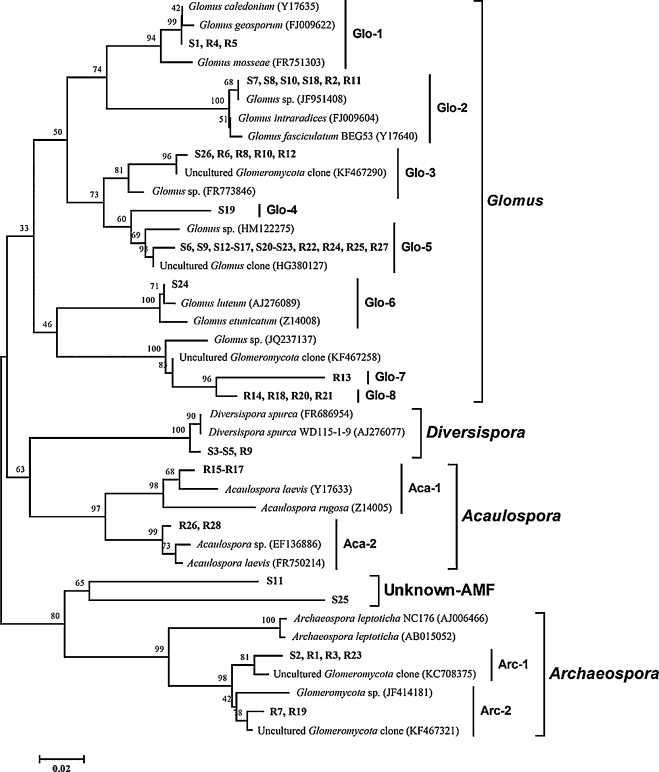 42 Glomus caledonium (Y17635)
99 Glomus geosporum (FJ009622)
Glo-1
94 S1, R4, R5
Glomus mosseae (FR751303)
74
68 S7, S8, S10, S18, R2, R11
100 Glomus sp. (JF951408)
Glo-2
51 Glomus intraradices (FJ009604)
Glomus fasciculatum BEG53 (Y17640)
50
96 S26, R6, R8, R10, R12
81 Uncultured Glomeromycota clone (KF467290)
Glo-3
Glomus sp. (FR773846)
73
Glomus
60 S19 Glo-4
69 Glomus sp. (HM122275)
S6, S9, S12-S17, S20-S23, R22, R24, R25, R27
Glo-5
Uncultured Glomus clone (HG380127)
33
71 S24
100 Glomus luteum (AJ276089)
Glo-6
Glomus etunicatum (Z14008)
46
100 Glomus sp. (JQ237137)
Uncultured Glomeromycota clone (KF467258)
96 R13 Glo-7
R14, R18, R20, R21 Glo-8
90 Diversispora spurca (FR686954)
100 Diversispora spurca WD115-1-9 (AJ276077)
Diversispora
S3-S5, R9
63
68 R15-R17
98 Acaulospora laevis (Y17633)
Aca-1
Acaulospora rugosa (Z14005)
97
Acaulospora
99 R26, R28
73 Acaulospora sp. (EF136886)
Aca-2
Acaulospora laevis (FR750214)
65 S11
Unknown-AMF
S25
80
100 Archaeospora leptoticha NC176 (AJ006466)
Archaeospora leptoticha (AB015052)
99
81 S2, R1, R3, R23
Arc-1
98 Uncultured Glomeromycota clone (KC708375)
Archaeospora
42 Glomeromycota sp. (JF414181)
R7, R19
Arc-2
Uncultured Glomeromycota clone (KF467321)
0.02